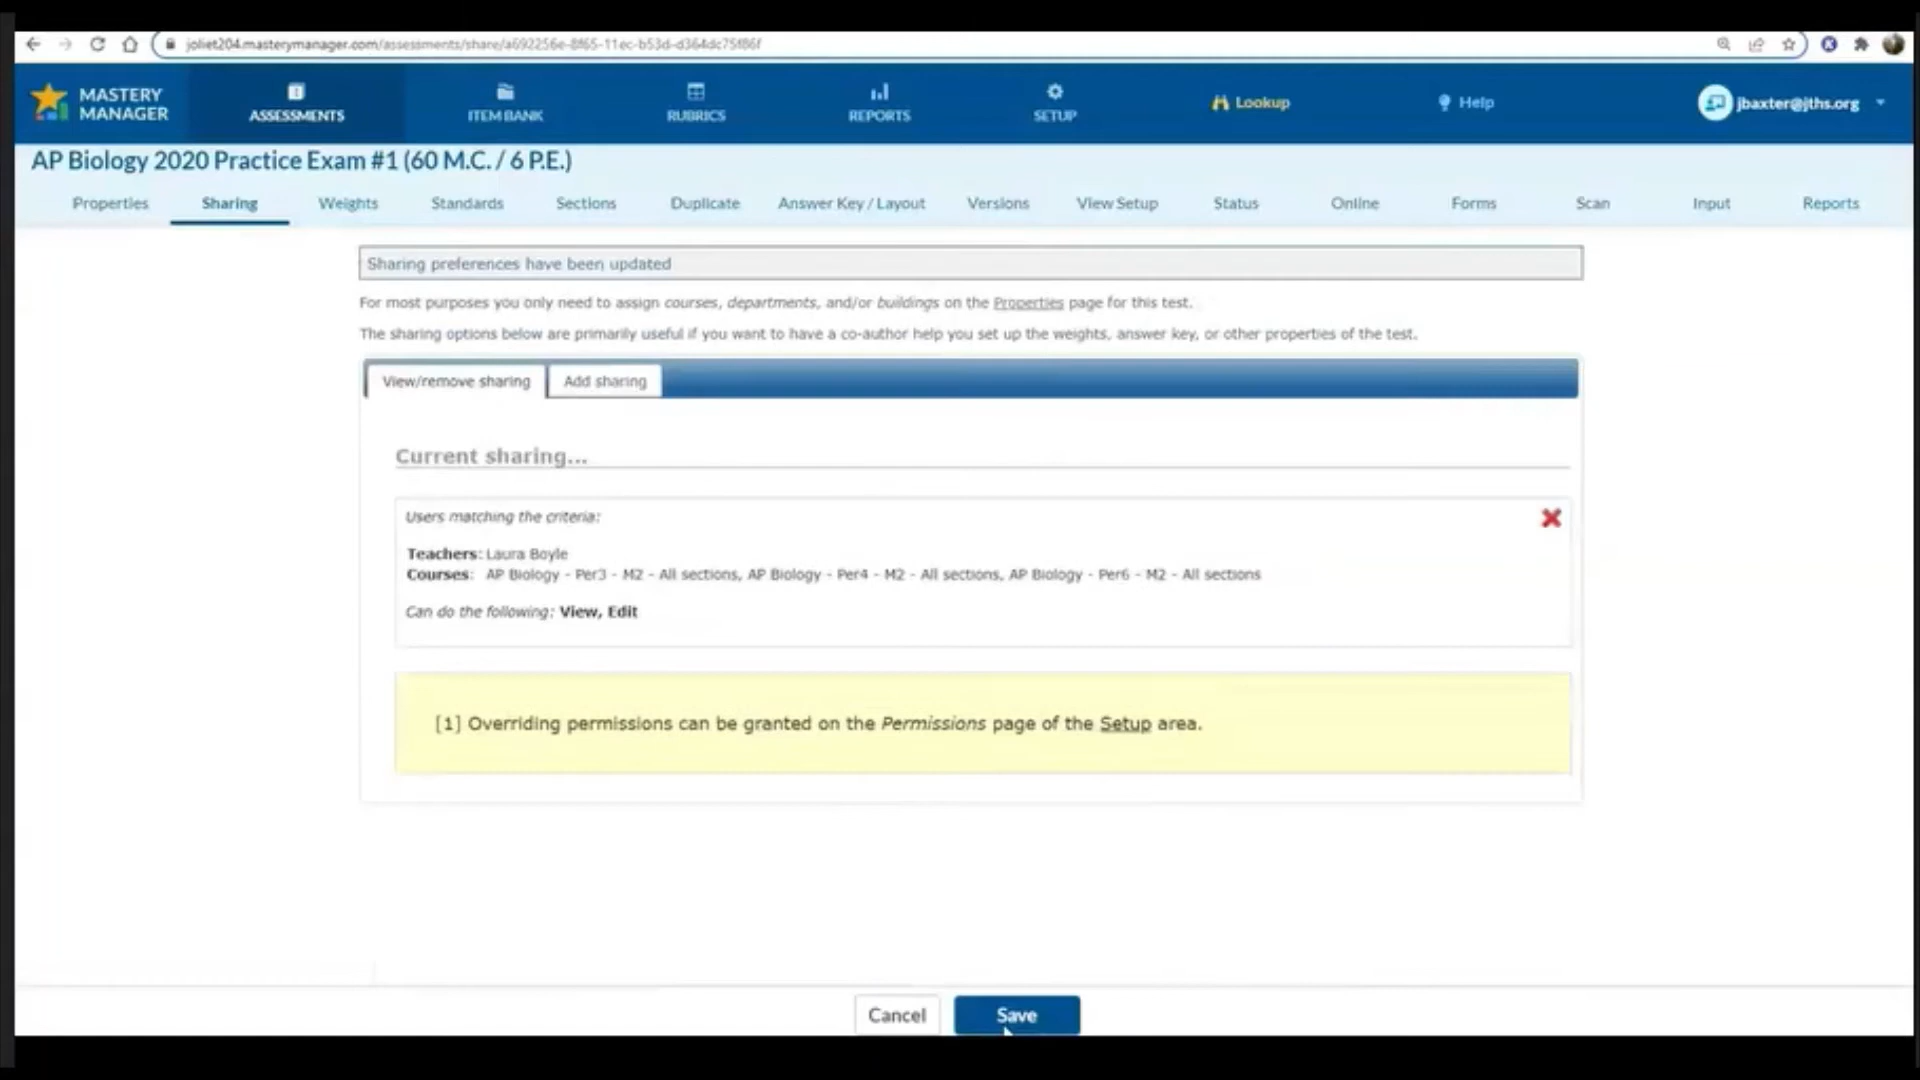 joliet204.masterymanager.com/assessments/share/a692256e-8f65-11ec-b53d-d364dc75f86f
MASTERY MANAGER
ASSESSMENTS
ITEM BANK
RUBRICS
REPORTS
SETUP
Lookup
Help
jbaxter@jths.org
AP Biology 2020 Practice Exam #1 (60 M.C. / 6 P.E.)
Properties
Sharing
Weights
Standards
Sections
Duplicate
Answer Key / Layout
Versions
View Setup
Status
Online
Forms
Scan
Input
Reports
Sharing preferences have been updated
For most purposes you only need to assign courses, departments, and/or buildings on the Properties page for this test.
The sharing options below are primarily useful if you want to have a co-author help you set up the weights, answer key, or other properties of the test.
View/remove sharing
Add sharing
Current sharing...
Users matching the criteria:
Teachers: Laura Boyle
Courses: AP Biology - Per3 - M2 - All sections, AP Biology - Per4 - M2 - All sections, AP Biology - Per6 - M2 - All sections
Can do the following: View, Edit
[1] Overriding permissions can be granted on the Permissions page of the Setup area.
Cancel
Save